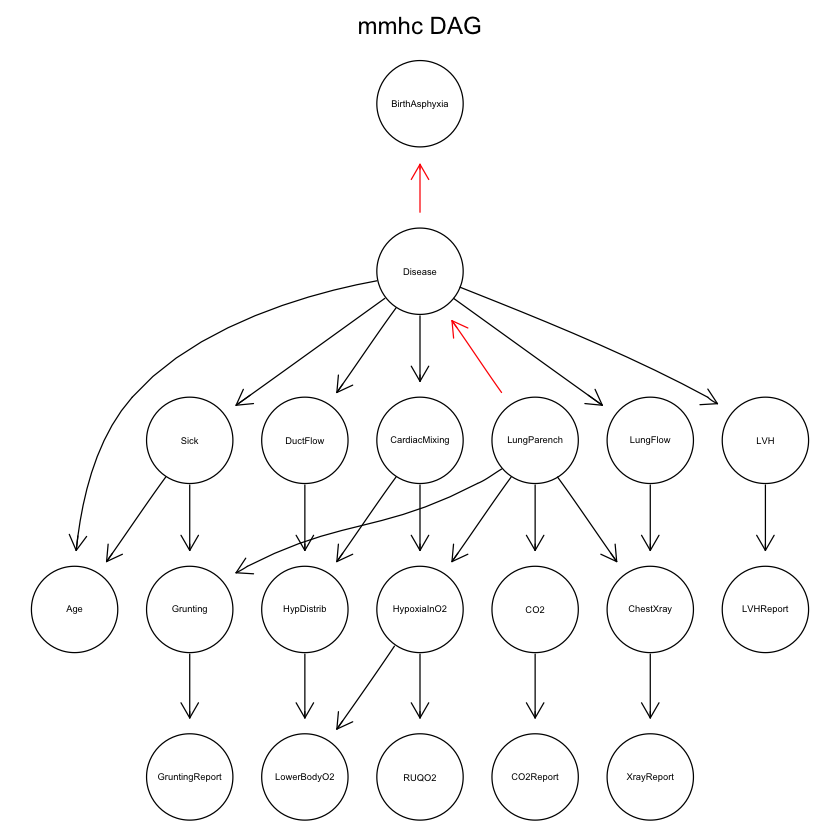 mmhc DAG
BirthAsphyxia
Disease
Sick DuctFlow CardiacMixing LungParench LungFlow LVH
Age Grunting HypDistrib HypoxiaInO2 CO2 ChestXray LVHReport
GruntingReport LowerBodyO2 RUQO2 CO2Report XrayReport